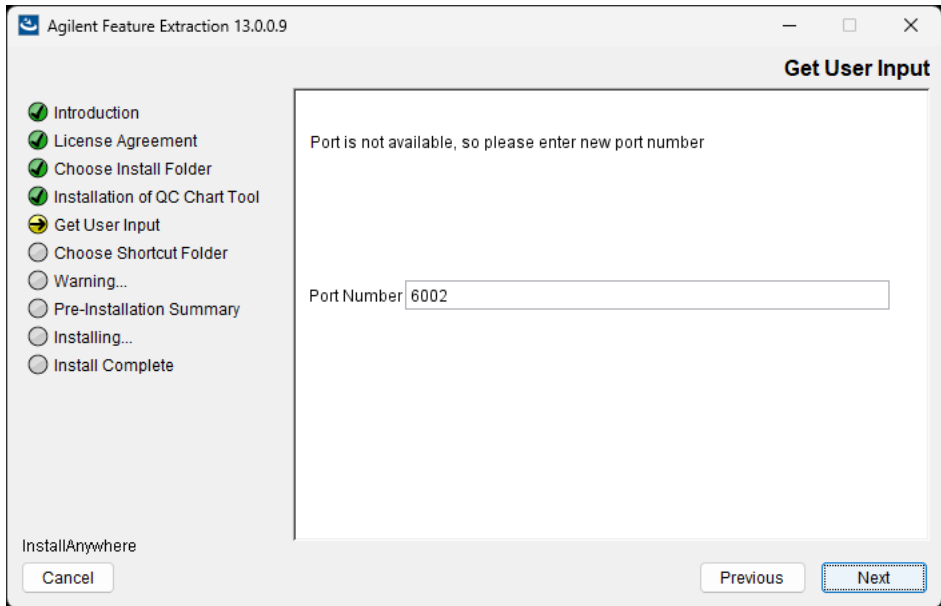 Agilent Feature Extraction 13.0.0.9
Get User Input
Introduction
License Agreement
Choose Install Folder
Installation of QC Chart Tool
Get User Input
Choose Shortcut Folder
Warning...
Pre-Installation Summary
Installing...
Install Complete
Port is not available, so please enter new port number
Port Number 6002
InstallAnywhere
Cancel
Previous
Next